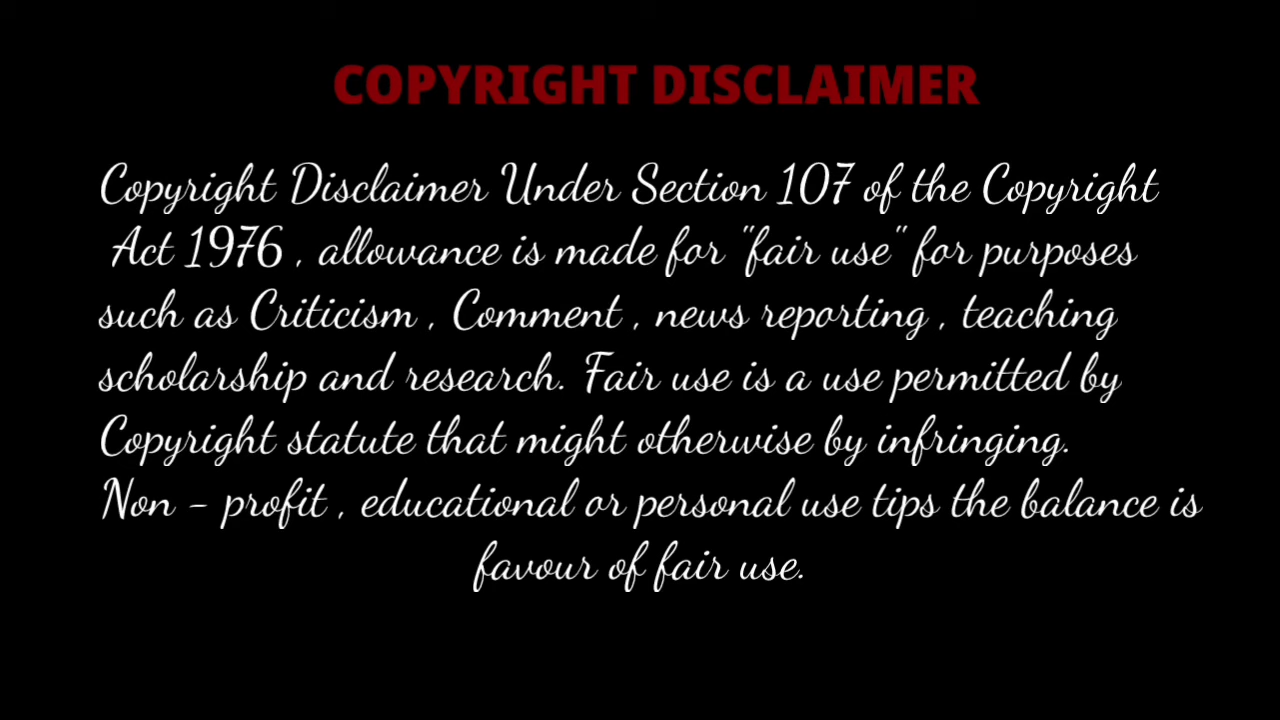 COPYRIGHT DISCLAIMER
Copyright Disclaimer Under Section 107 of the Copyright
Act 1976 , allowance is made for "fair use" for purposes
such as Criticism , Comment , news reporting , teaching
scholarship and research. Fair use is a use permitted by
Copyright statute that might otherwise by infringing.
Non - profit , educational or personal use tips the balance is
favour of fair use.